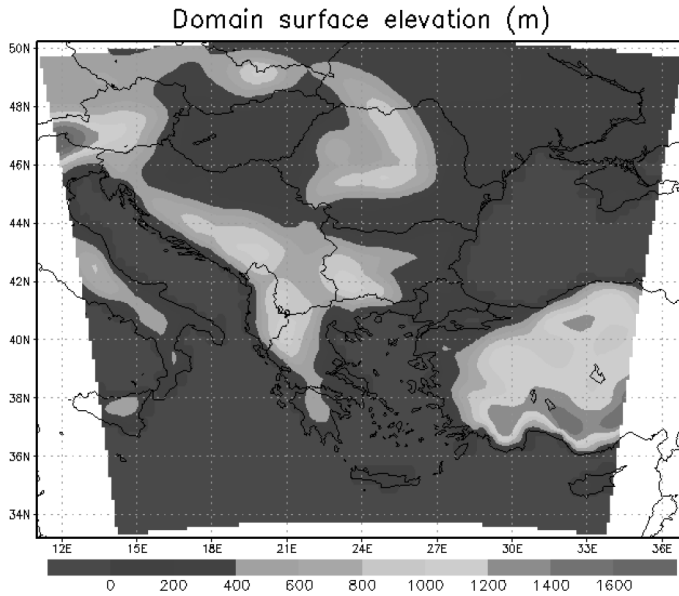 Domain surface elevation (m)
50N
48N
46N
44N
42N
40N
38N
36N
34N
12E 15E 18E 21E 24E 27E 30E 33E 36E
0 200 400 600 800 1000 1200 1400 1600